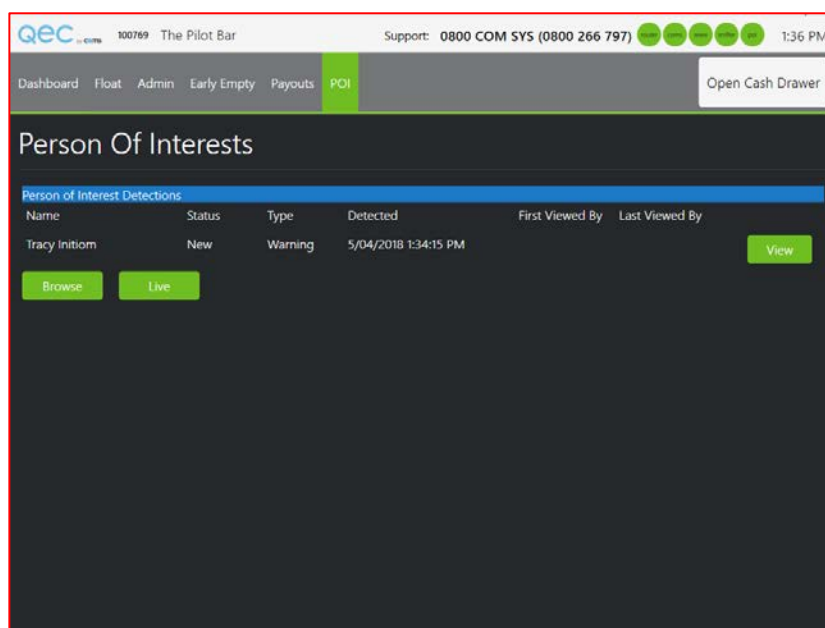 QEC by coms 100769 The Pilot Bar Support: 0800 COM SYS (0800 266 797) 1:36 PM
Dashboard Float Admin Early Empty Payouts POI Open Cash Drawer
Person Of Interests
Person of Interest Detections
Name Status Type Detected First Viewed By Last Viewed By
Tracy Initiom New Warning 5/04/2018 1:34:15 PM View
Browse Live